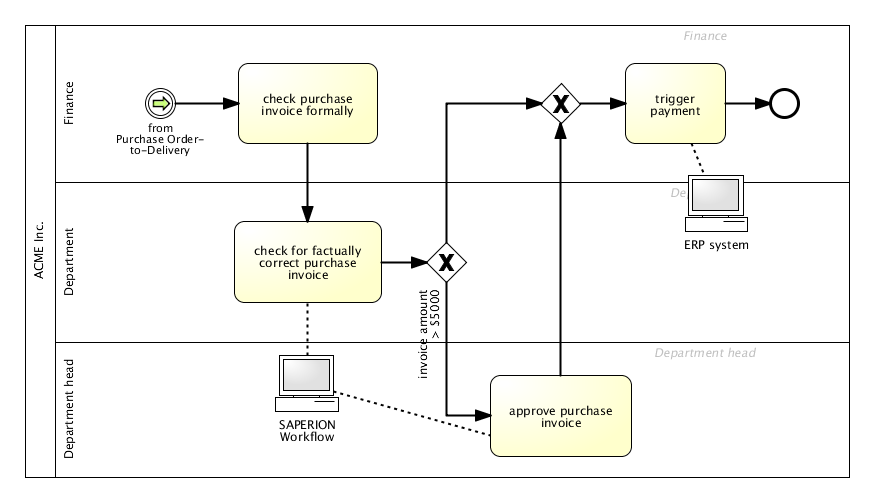 ACME Inc.
Finance
Finance
from
Purchase Order-
to-Delivery
check purchase
invoice formally
X
trigger
payment
Department
De
check for factually
correct purchase
invoice
X
ERP system
invoice amount
> $5000
Department head
Department head
SAPERION
Workflow
approve purchase
invoice